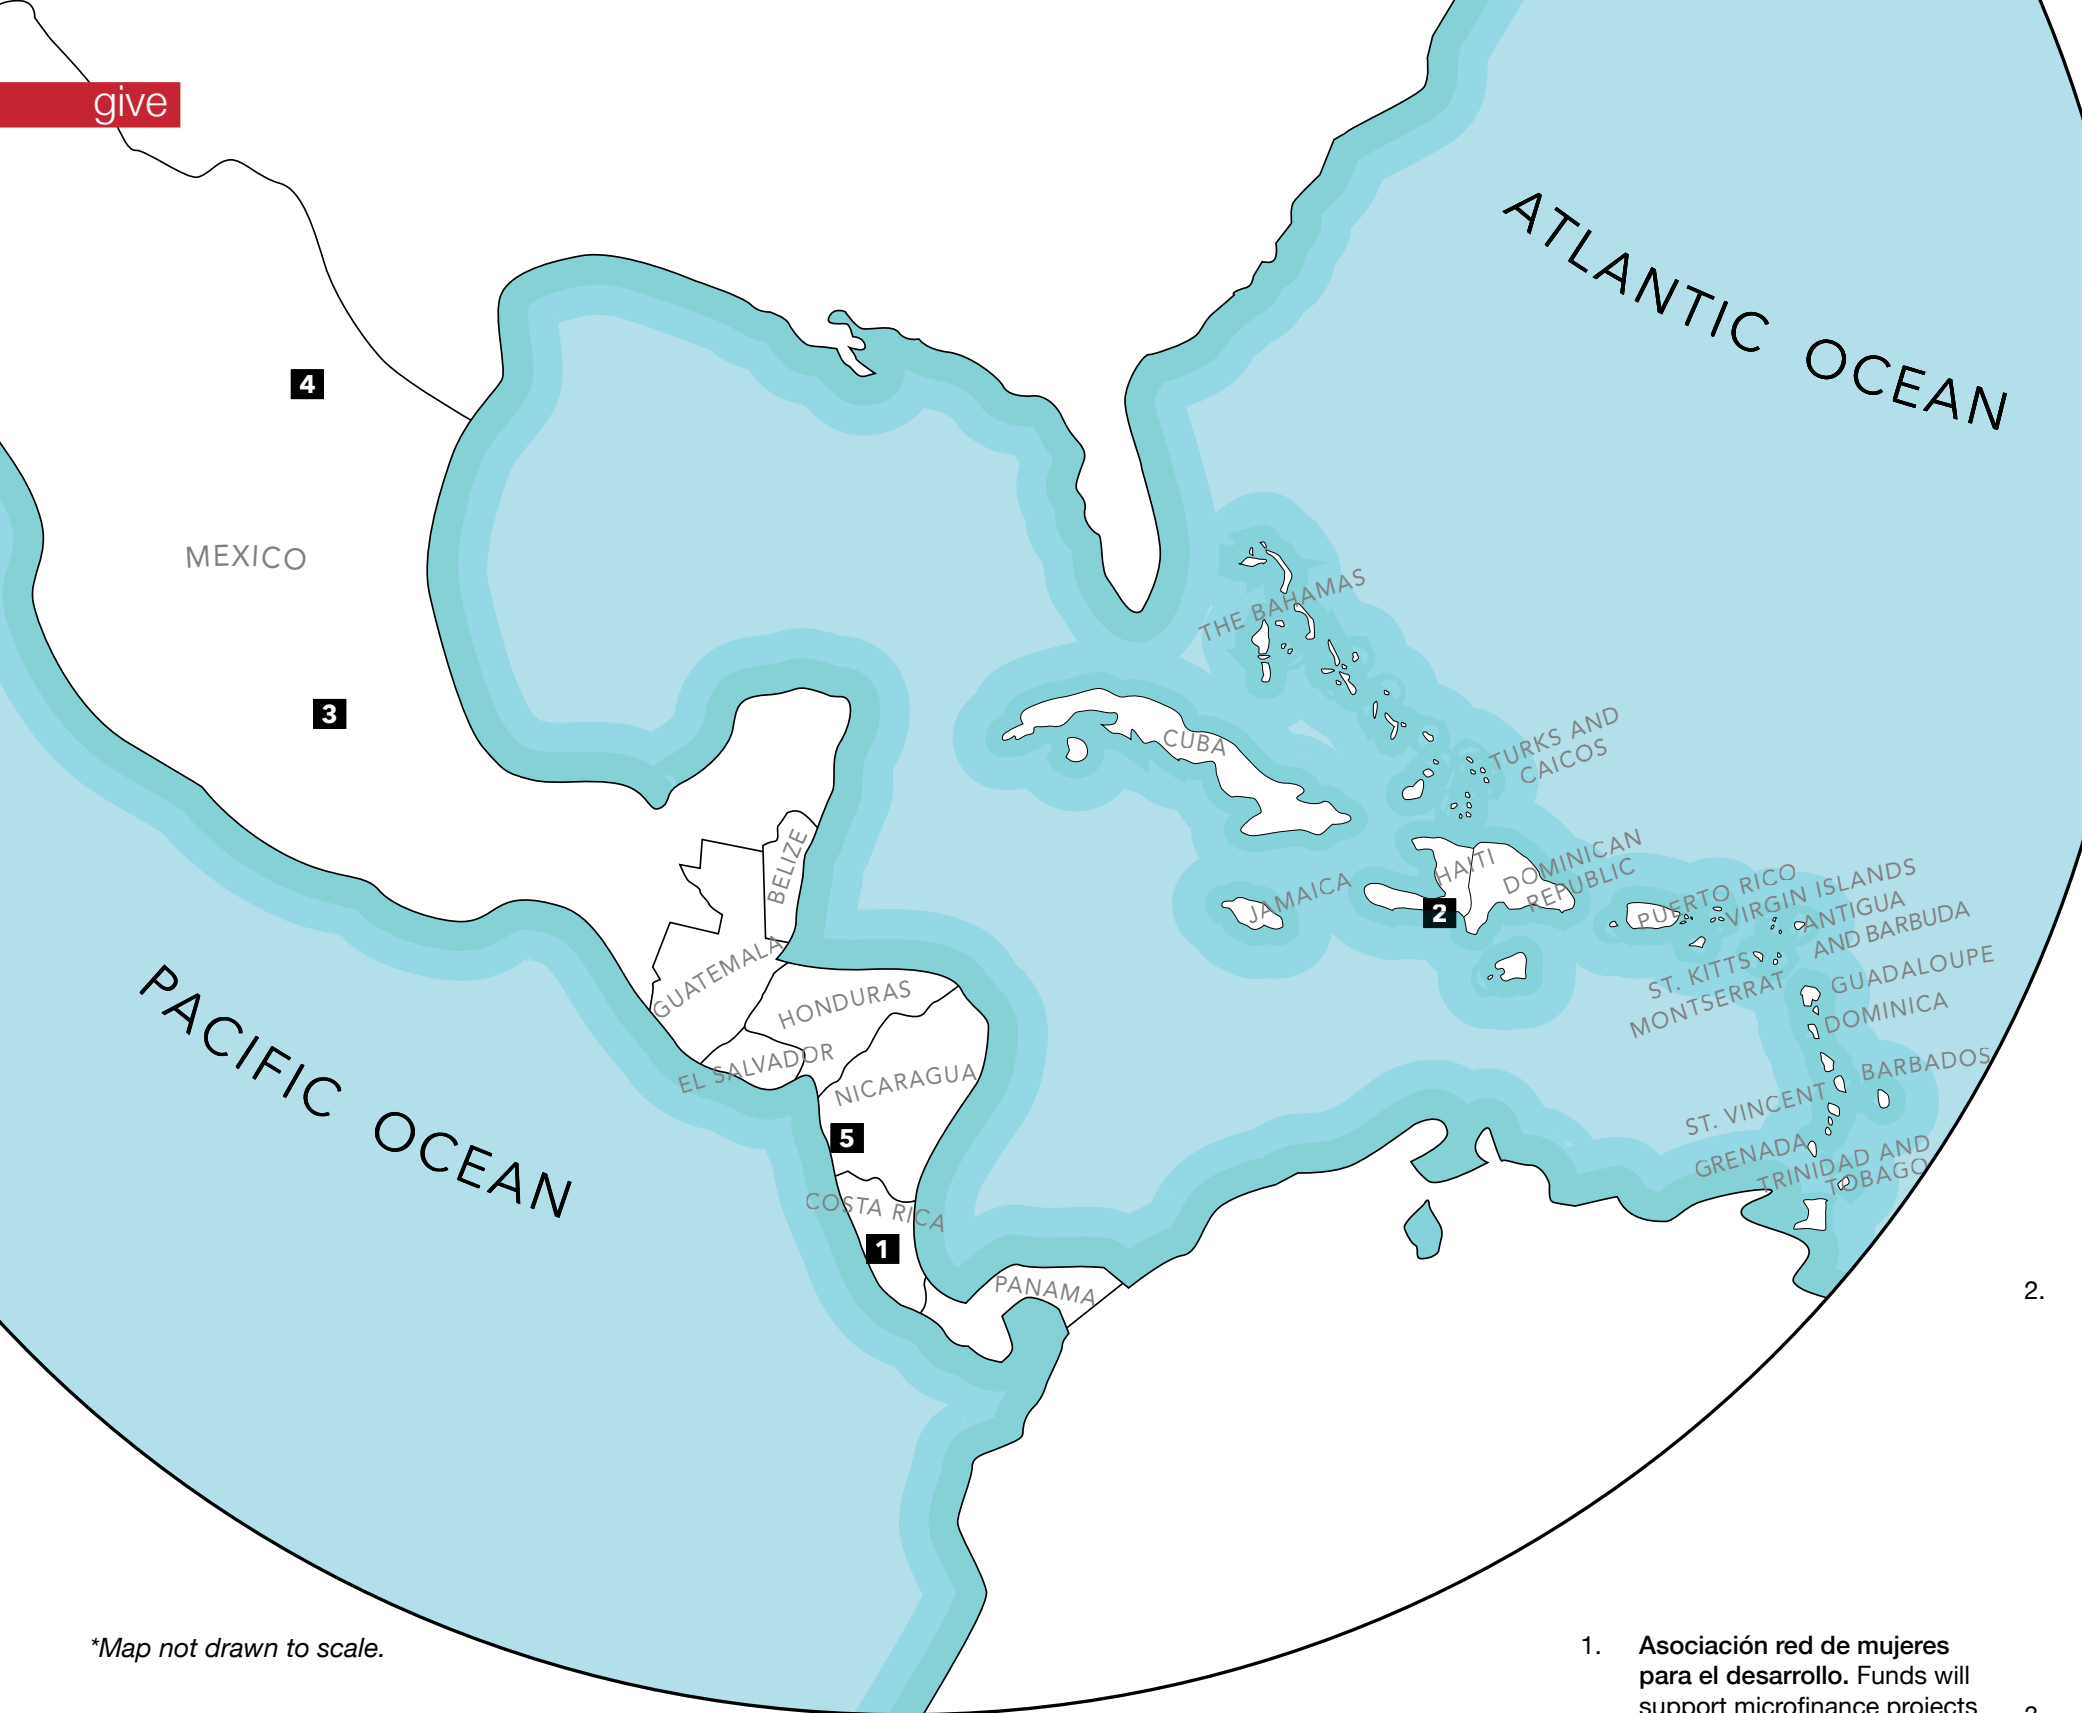 give
ATLANTIC OCEAN
4
MEXICO
THE BAHAMAS
3
CUBA
TURKS AND
CAICOS
BELIZE
HAITI
DOMINICAN
REPUBLIC
JAMAICA
2
PUERTO RICO
VIRGIN ISLANDS
ANTIGUA
AND BARBUDA
GUATEMALA
HONDURAS
ST. KITTS
MONTSERRAT
GUADALOUPE
DOMINICA
PACIFIC OCEAN
EL SALVADOR
NICARAGUA
BARBADOS
ST. VINCENT
5
GRENADA
TRINIDAD AND
TOBAGO
COSTA RICA
1
PANAMA
2.
*Map not drawn to scale.
1. Asociación red de mujeres
para el desarrollo. Funds will
support microfinance projects